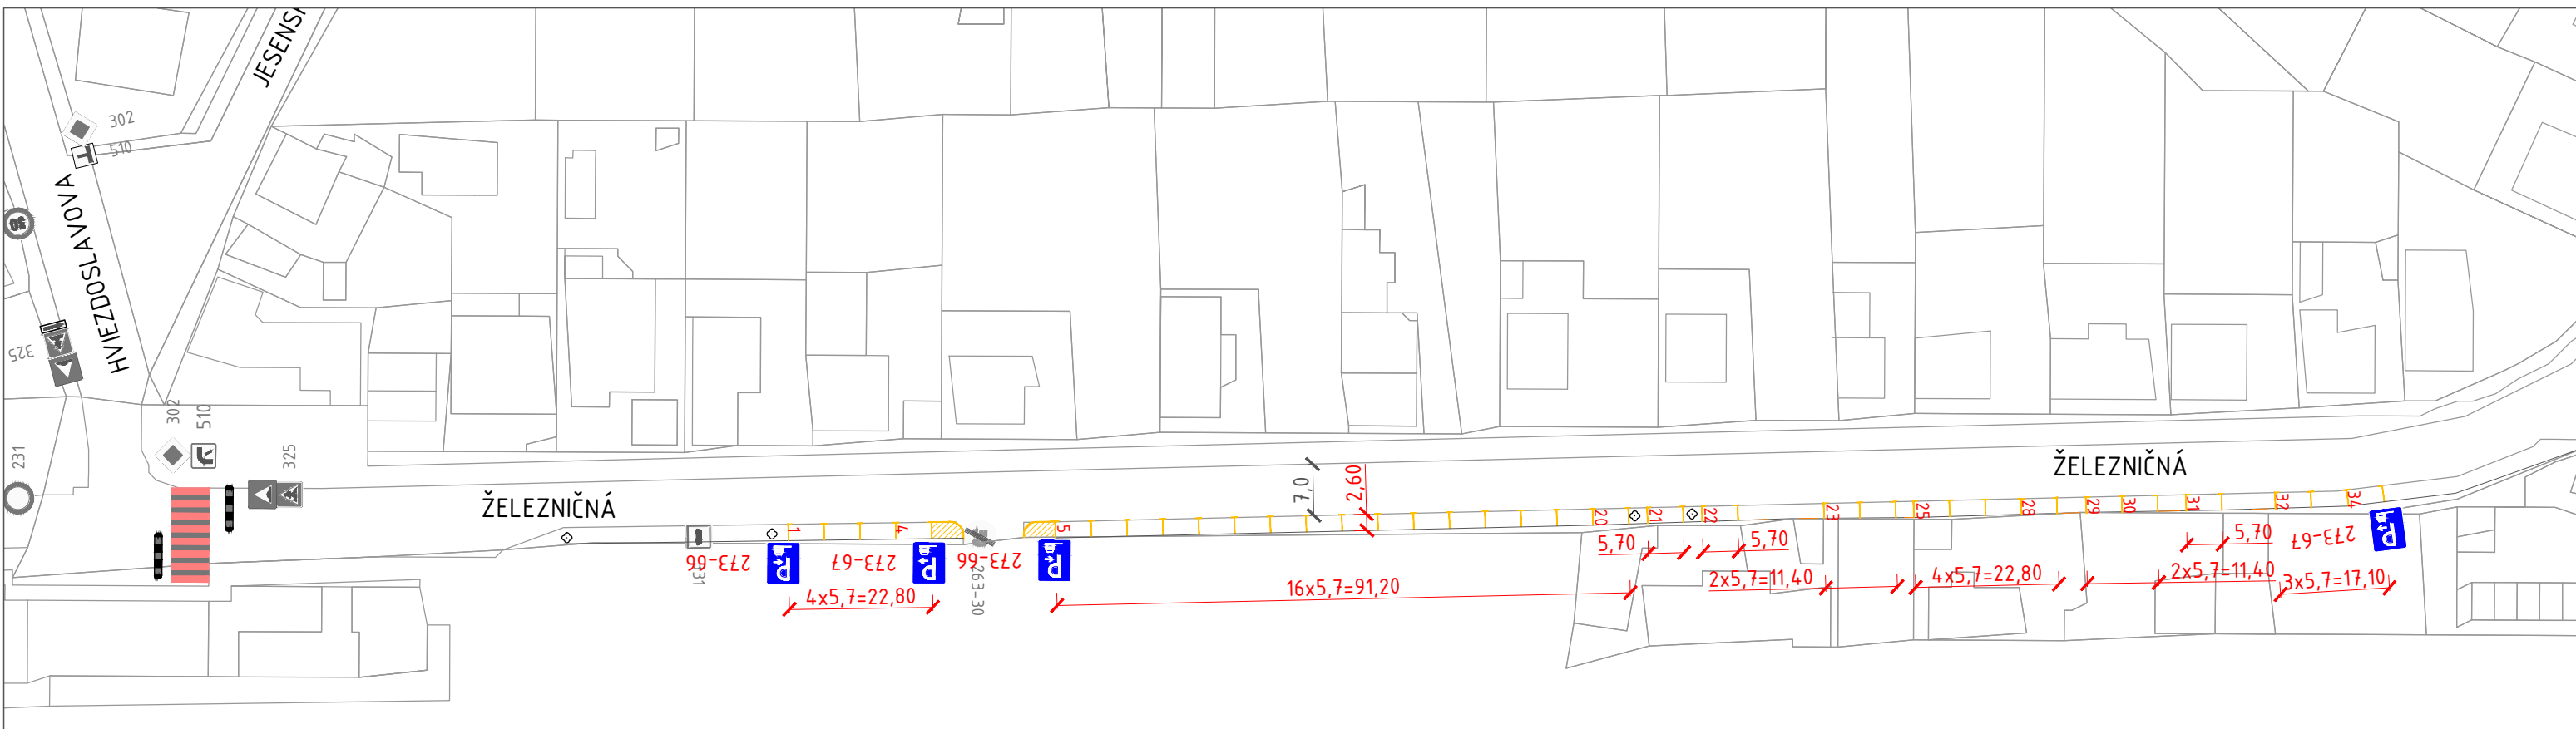 JESENSK
302
510
HVIEZDOSLAVOVA
30
325
302
510
325
231
ŽELEZNIČNÁ
ŽELEZNIČNÁ
7,0
2,60
1
4
5
20
21
22
23
25
28
29
30
31
32
34
273-66
273-67
273-66
273-67
263-30
P
P
P
P
5,70
5,70
5,70
4x5,7=22,80
16x5,7=91,20
2x5,7=11,40
4x5,7=22,80
2x5,7=11,40
3x5,7=17,10